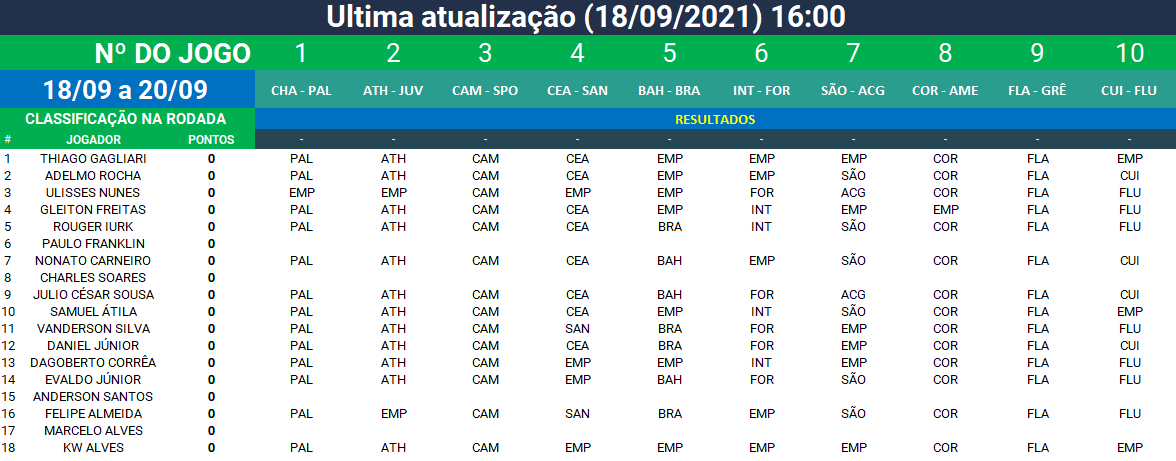 Ultima atualização (18/09/2021) 16:00
Nº DO JOGO 1 2 3 4 5 6 7 8 9 10
18/09 a 20/09 CHA - PAL ATH - JUV CAM - SPO CEA - SAN BAH - BRA INT - FOR SÃO - ACG COR - AME FLA - GRÊ CUI - FLU
CLASSIFICAÇÃO NA RODADA RESULTADOS
# JOGADOR PONTOS - - - - - - - - - -
1 THIAGO GAGLIARI 0 PAL ATH CAM CEA EMP EMP EMP COR FLA EMP
2 ADELMO ROCHA 0 PAL ATH CAM CEA EMP EMP SÃO COR FLA CUI
3 ULISSES NUNES 0 EMP EMP CAM EMP EMP FOR ACG COR FLA FLU
4 GLEITON FREITAS 0 PAL ATH CAM CEA EMP INT EMP EMP FLA FLU
5 ROUGER IURK 0 PAL ATH CAM CEA BRA INT SÃO COR FLA FLU
6 PAULO FRANKLIN 0
7 NONATO CARNEIRO 0 PAL ATH CAM CEA BAH EMP SÃO COR FLA CUI
8 CHARLES SOARES 0
9 JULIO CÉSAR SOUSA 0 PAL ATH CAM CEA BAH FOR ACG COR FLA CUI
10 SAMUEL ÁTILA 0 PAL ATH CAM CEA EMP INT SÃO COR FLA EMP
11 VANDERSON SILVA 0 PAL ATH CAM SAN BRA FOR EMP COR FLA FLU
12 DANIEL JÚNIOR 0 PAL ATH CAM CEA BRA FOR EMP COR FLA CUI
13 DAGOBERTO CORRÊA 0 PAL ATH CAM EMP EMP INT EMP COR FLA FLU
14 EVALDO JÚNIOR 0 PAL ATH CAM EMP BAH FOR SÃO COR FLA FLU
15 ANDERSON SANTOS 0
16 FELIPE ALMEIDA 0 PAL EMP CAM SAN BRA EMP SÃO COR FLA FLU
17 MARCELO ALVES 0
18 KW ALVES 0 PAL ATH CAM EMP EMP EMP EMP COR FLA EMP